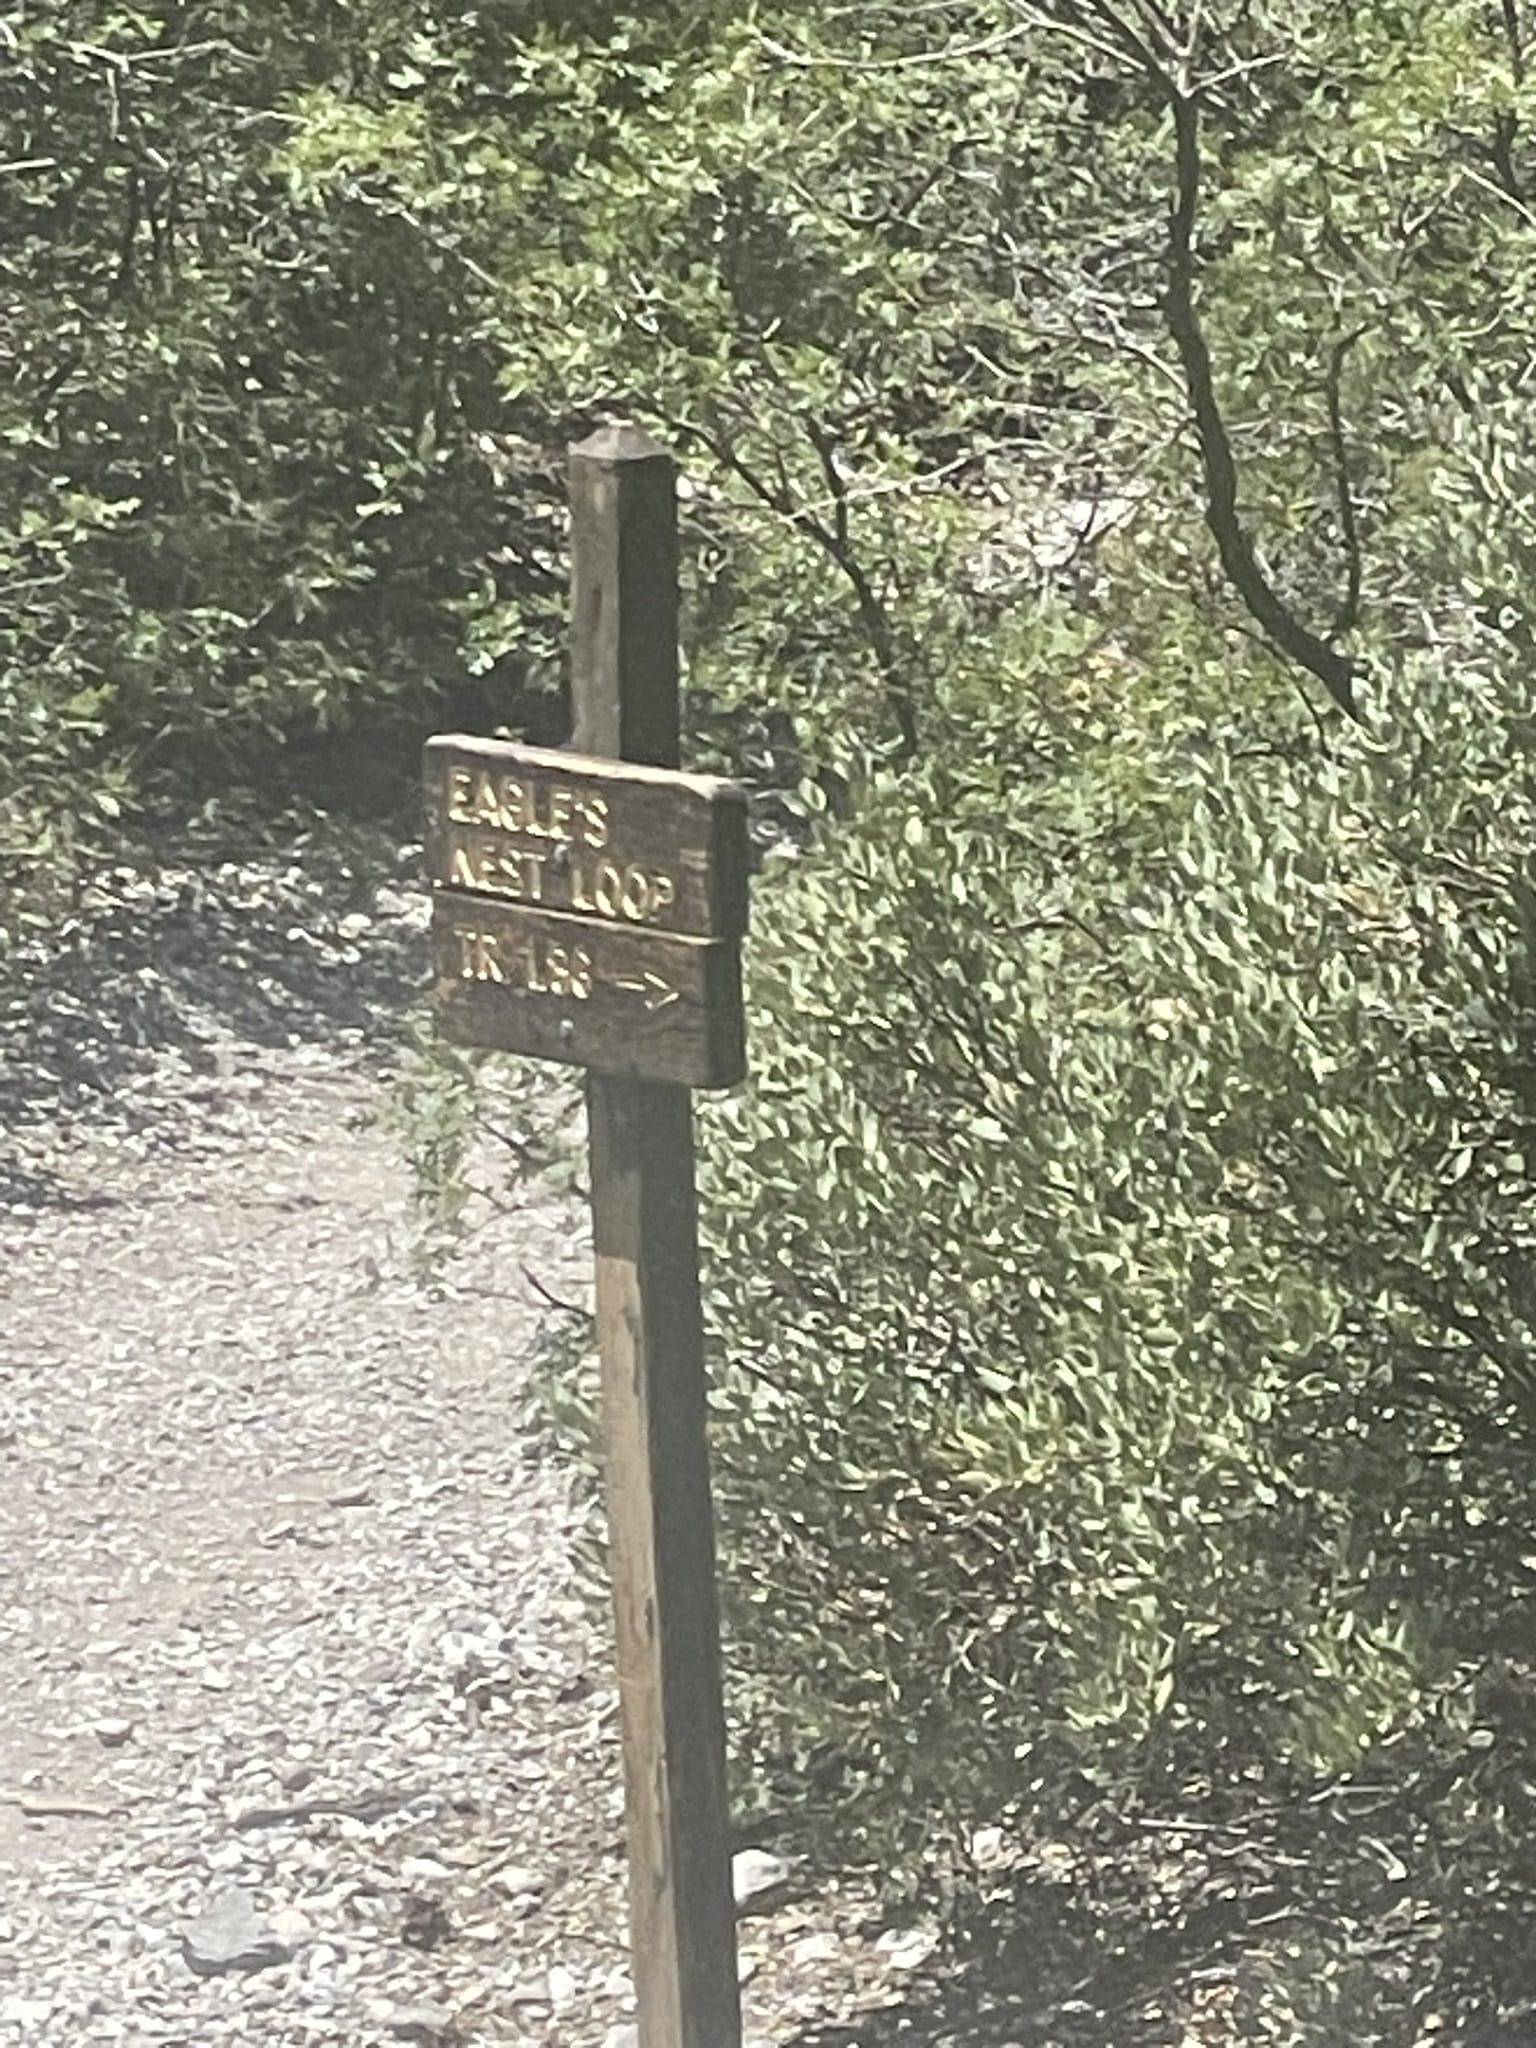 EAGLE'S
NEST LOOP
TR →